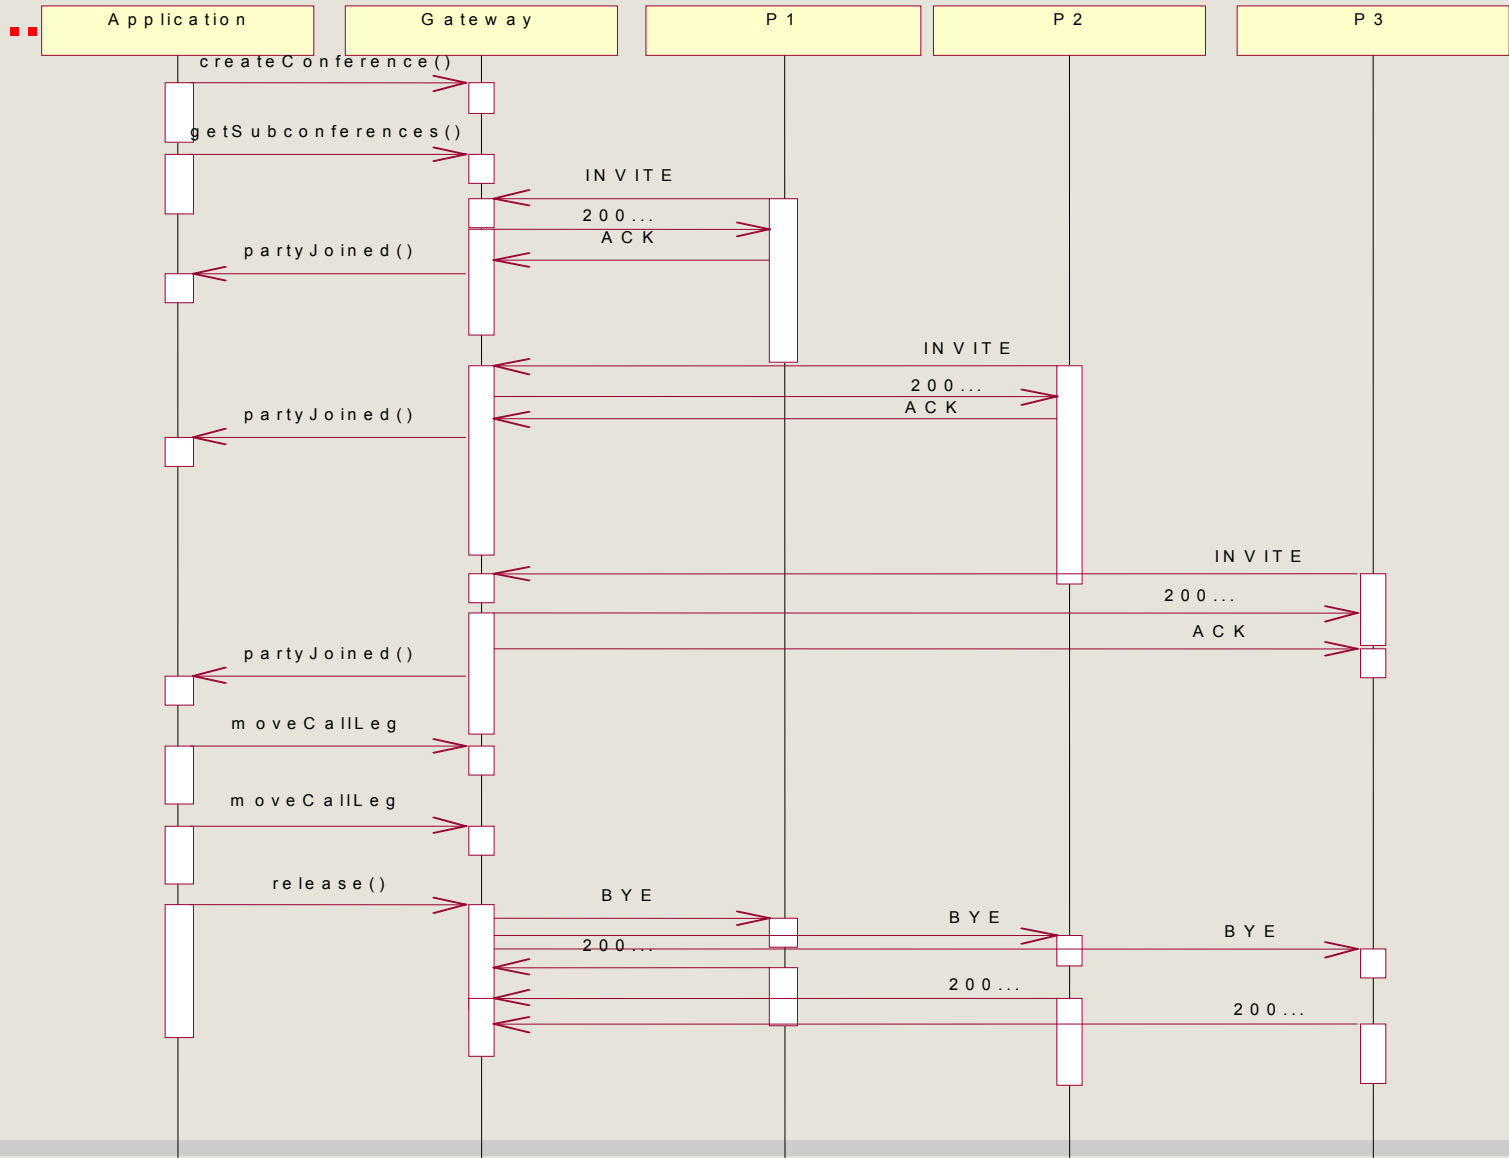 Application
Gateway
P1
P2
P3
createConference()
getSubconferences()
INVITE
200...
ACK
partyJoined()
INVITE
200...
ACK
partyJoined()
INVITE
200...
ACK
partyJoined()
moveCallLeg
moveCallLeg
release()
BYE
BYE
BYE
200...
200...
200...